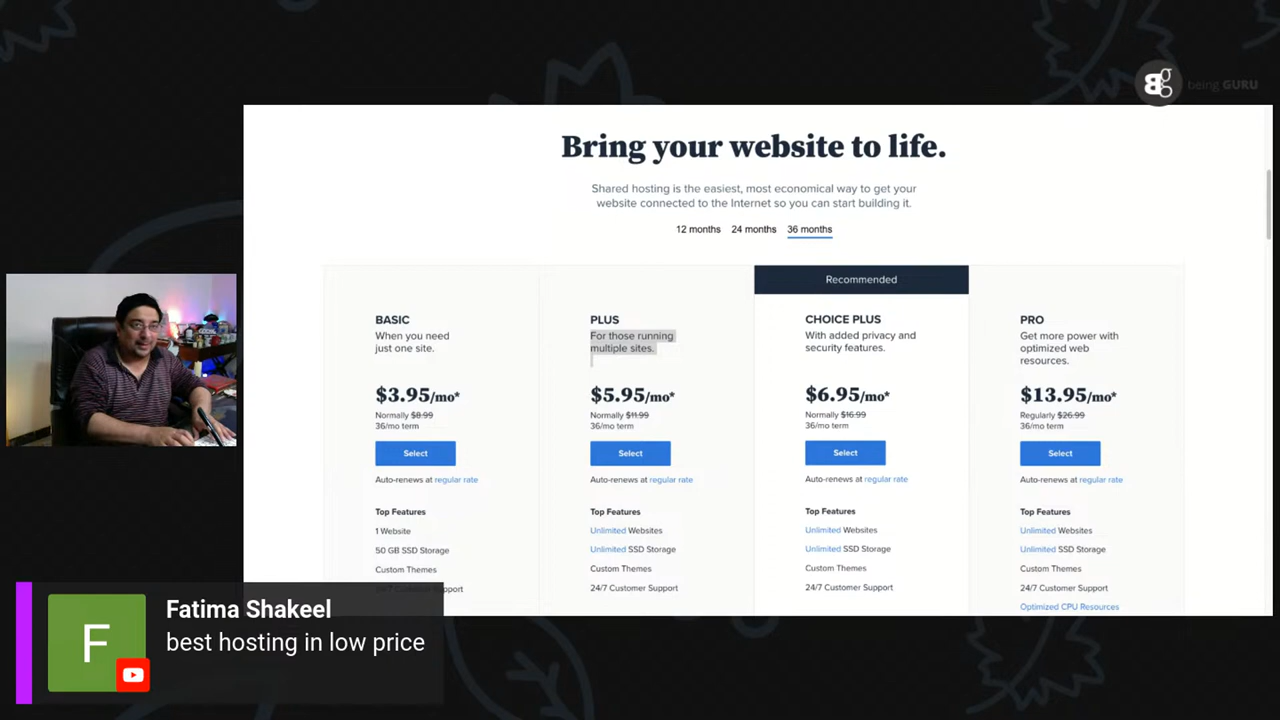 being GURU
Bring your website to life.
Shared hosting is the easiest, most economical way to get your
website connected to the Internet so you can start building it.
12 months 24 months 36 months
Recommended
BASIC
When you need
just one site.
$3.95/mo*
Normally $8.99
36/mo term
Select
Auto-renews at regular rate
Top Features
1 Website
50 GB SSD Storage
Custom Themes
24/7 Customer Support
PLUS
For those running
multiple sites.
$5.95/mo*
Normally $11.99
36/mo term
Select
Auto-renews at regular rate
Top Features
Unlimited Websites
Unlimited SSD Storage
Custom Themes
24/7 Customer Support
CHOICE PLUS
With added privacy and
security features.
$6.95/mo*
Normally $16.99
36/mo term
Select
Auto-renews at regular rate
Top Features
Unlimited Websites
Unlimited SSD Storage
Custom Themes
24/7 Customer Support
PRO
Get more power with
optimized web
resources.
$13.95/mo*
Regularly $26.99
36/mo term
Select
Auto-renews at regular rate
Top Features
Unlimited Websites
Unlimited SSD Storage
Custom Themes
24/7 Customer Support
Optimized CPU Resources
F
Fatima Shakeel
best hosting in low price